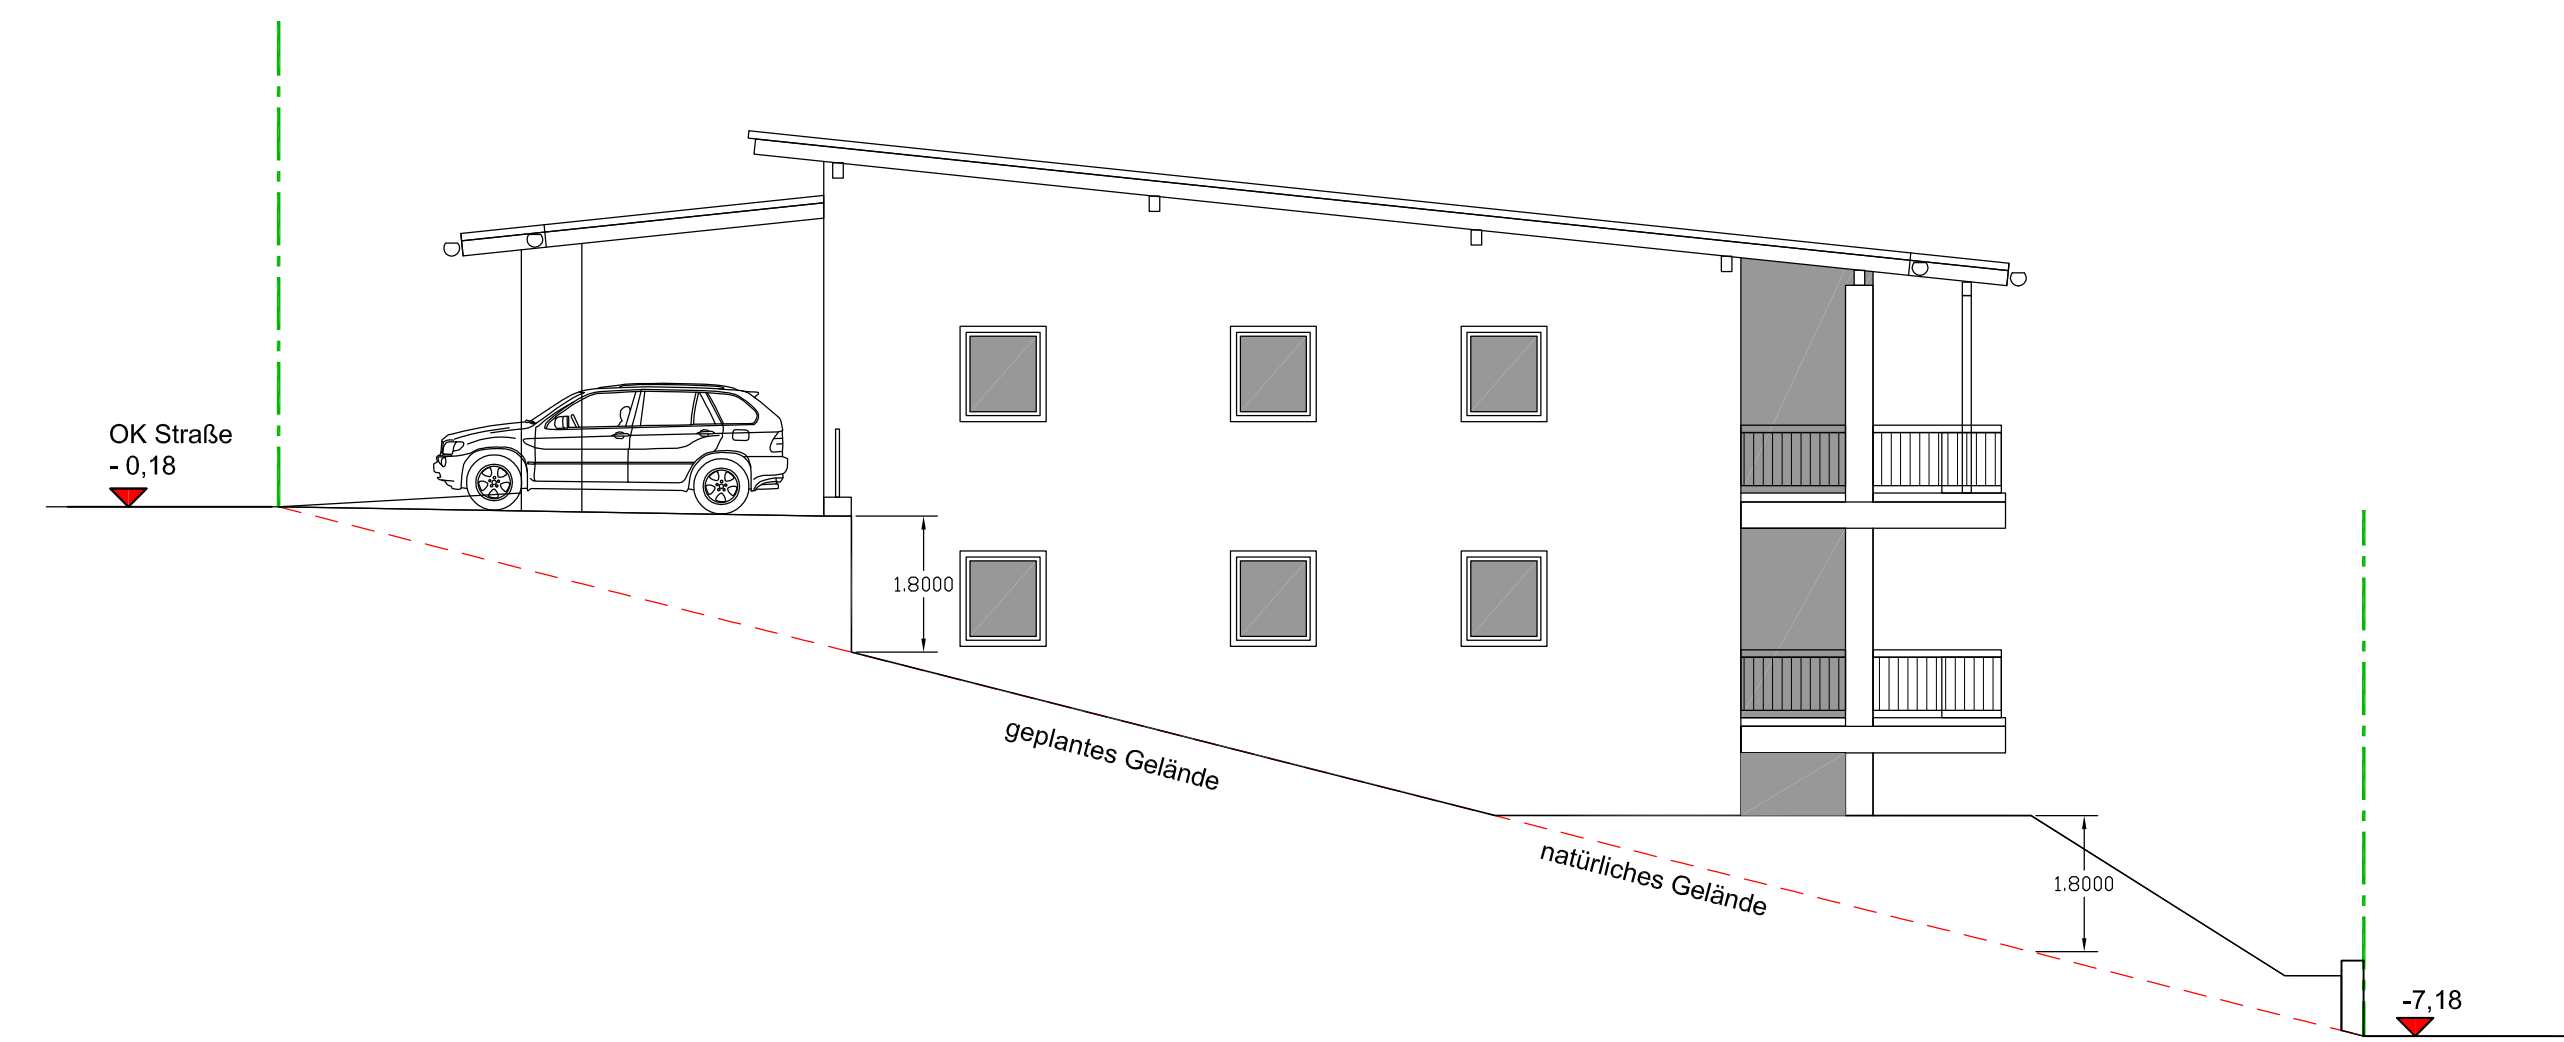 OK Straße
- 0,18
1.8000
geplantes Gelände
natürliches Gelände
1.8000
-7,18